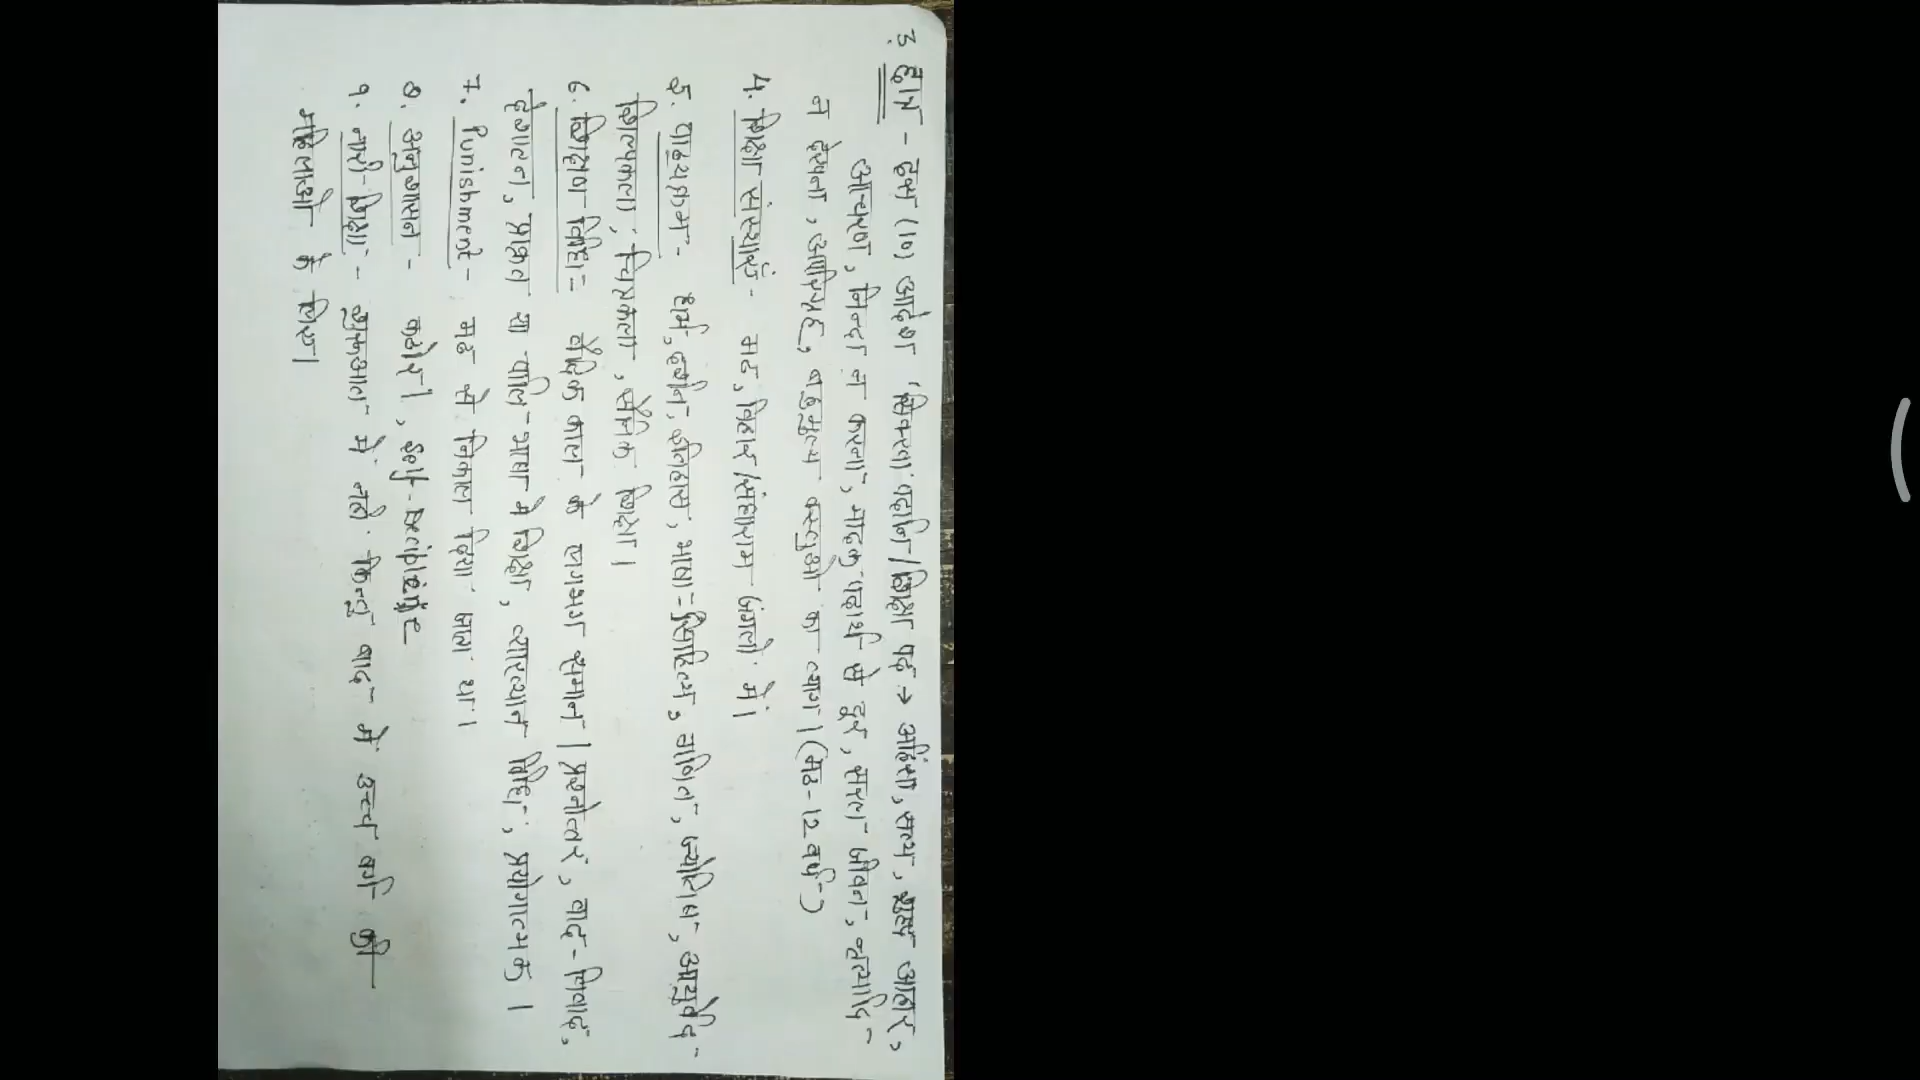 3. छात्र - दस (10) आदेश 'सिक्खा पदानि / शिक्षा पद → अहिंसा, सत्य, शुद्ध आहार,
आचरण, निन्दा न करना, मादक पदार्थ से दूर, सरल जीवन, नृत्यादि
न देखना, अपरिग्रह, बहुमुल्य वस्तुओ का त्याग। (मठ - 12 वर्ष)
4. शिक्षा संस्थाएं - मठ, विहार / संघाराम जंगलो में।
5. पाठ्यक्रम - धर्म, दर्शन, इतिहास, भाषा - साहित्य, गणित, ज्योतिष, आयुर्वेद
शिल्पकला, चित्रकला, सैनिक शिक्षा।
6. शिक्षण विधि - वैदिक काल के लगभग समान | प्रश्नोत्तर, वाद - विवाद,
देशाटन, प्राकृत या पालि भाषा मे शिक्षा, व्याख्यान विधि, प्रयोगात्मक।
7. Punishment - मठ से निकाल दिया जाता था।
8. अनुशासन - कठोर, Self-
9. नारी - शिक्षा - शुरूआत में नही किन्तु बाद में उच्च वर्ग की
महिलाओ के लिए।